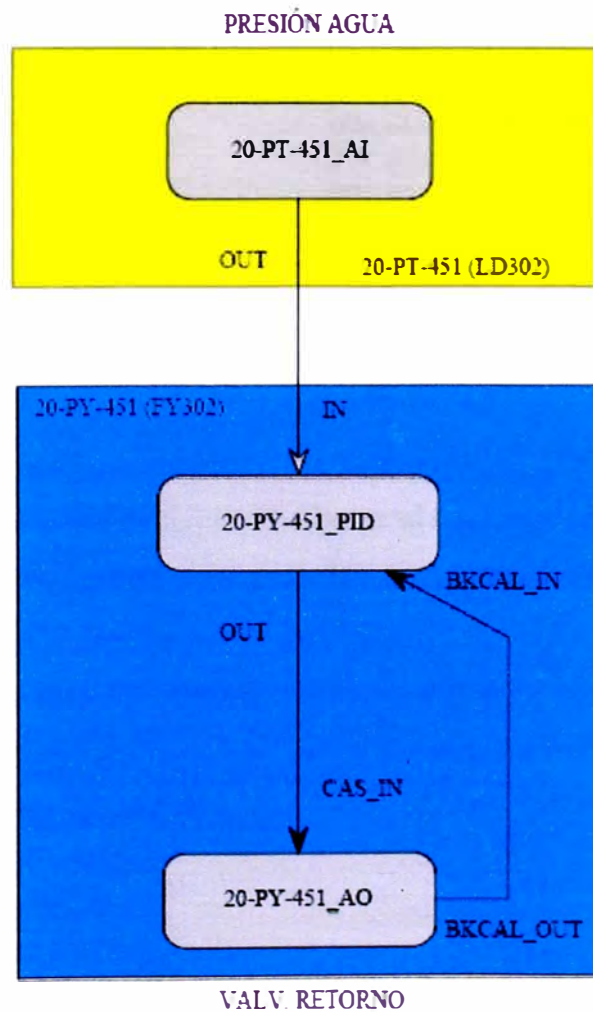 PRESIÓN AGUA
20-PT-451_AI
OUT
20-PT-451 (LD302)
20-PY-451 (FY302)
IN
20-PY-451_PID
BKCAL_IN
OUT
CAS_IN
20-PY-451_AO
BKCAL_OUT
VALV. RETORNO